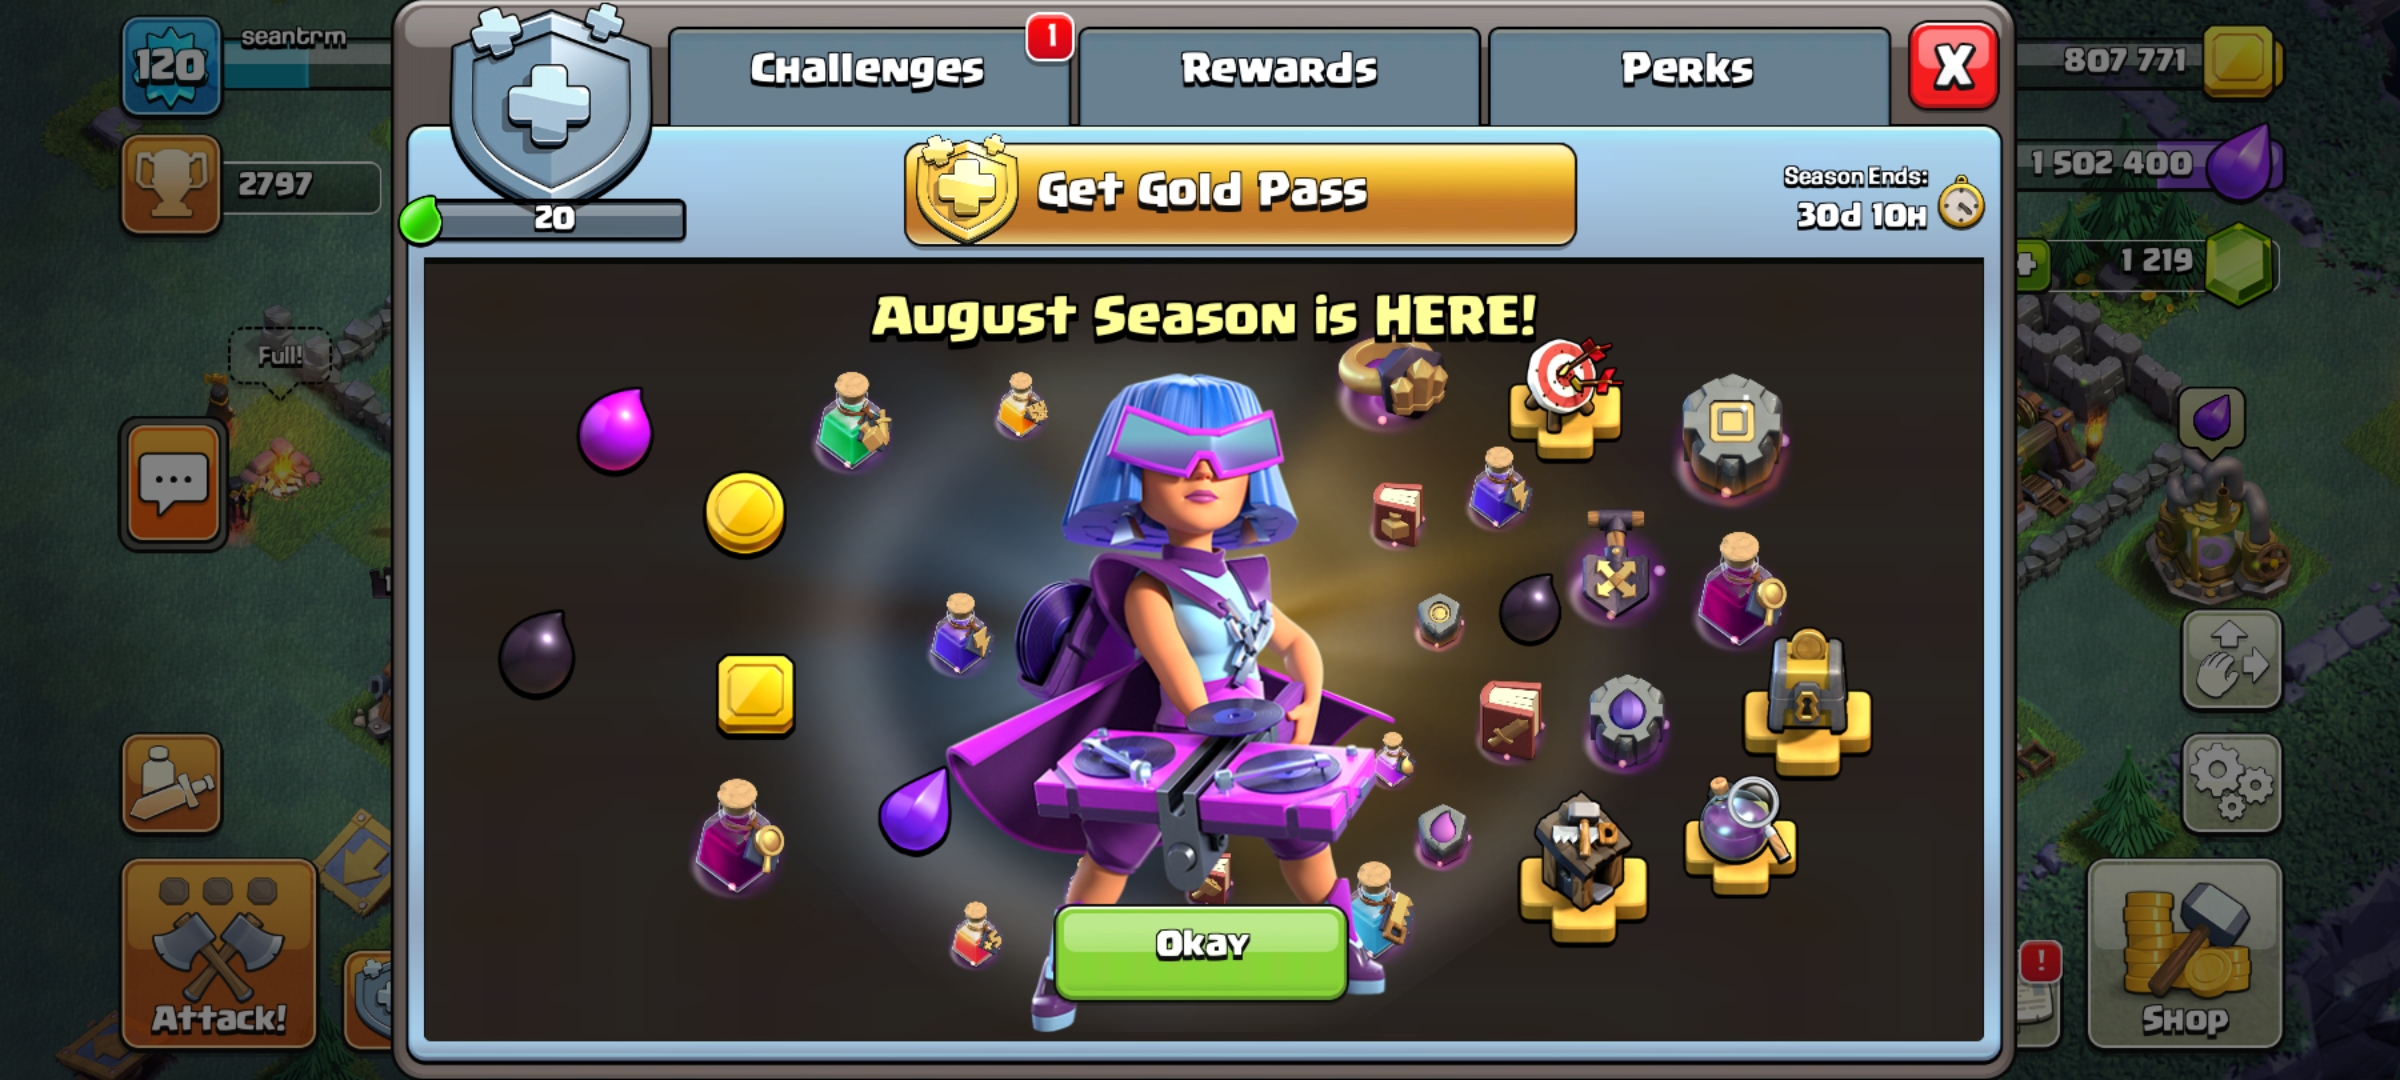 120
seantrm
2797
Full!
Attack!
Challenges
1
Rewards
Perks
X
20
Get Gold Pass
Season Ends:
30d 10H
August Season is HERE!
Okay
807 771
1 502 400
1 219
!
Shop